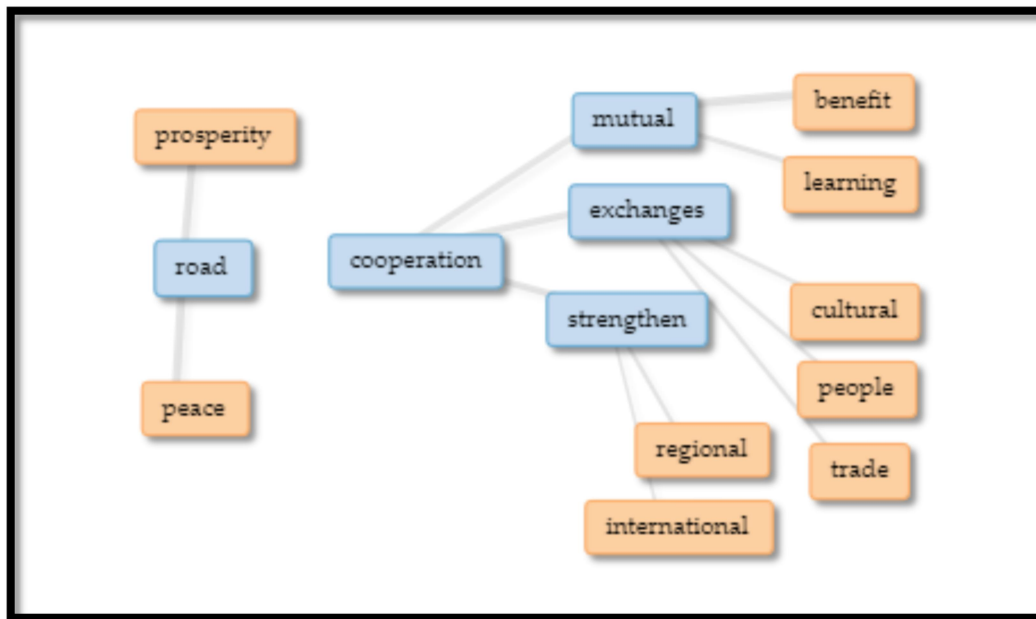 prosperity
road
peace
cooperation
mutual
exchanges
strengthen
benefit
learning
cultural
people
trade
regional
international